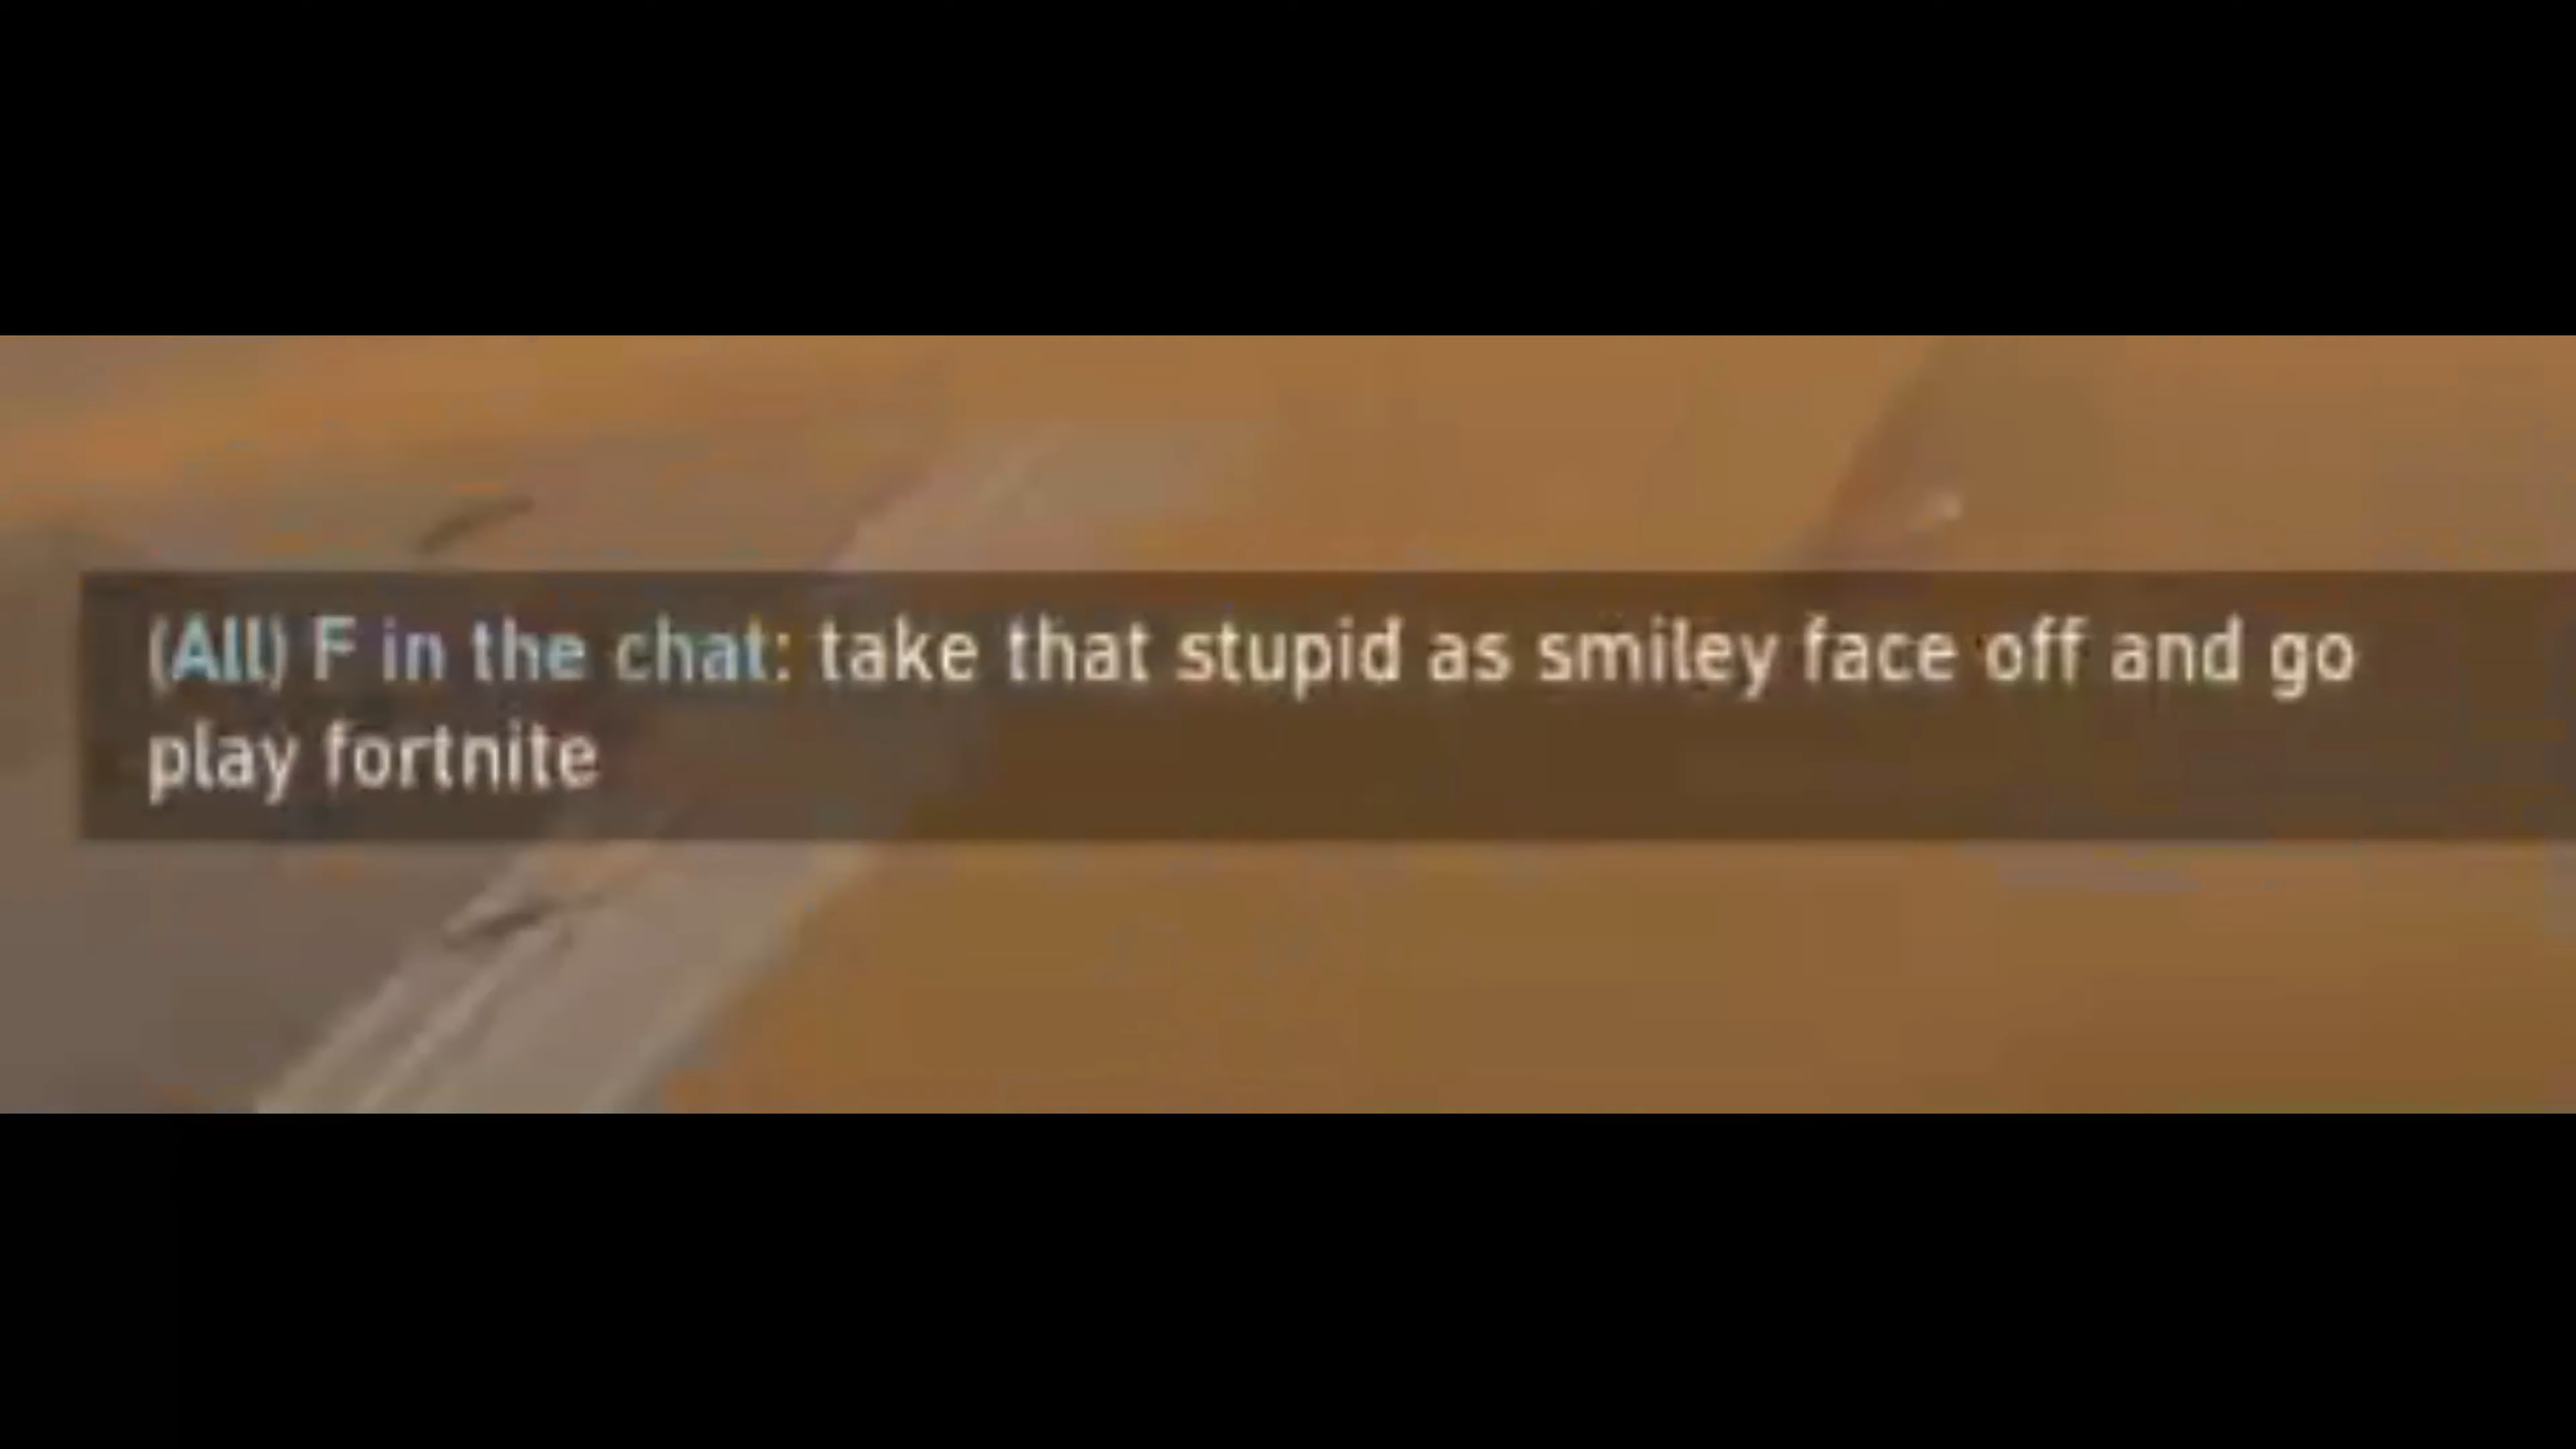 (All) F in the chat: take that stupid as smiley face off and go
play fortnite